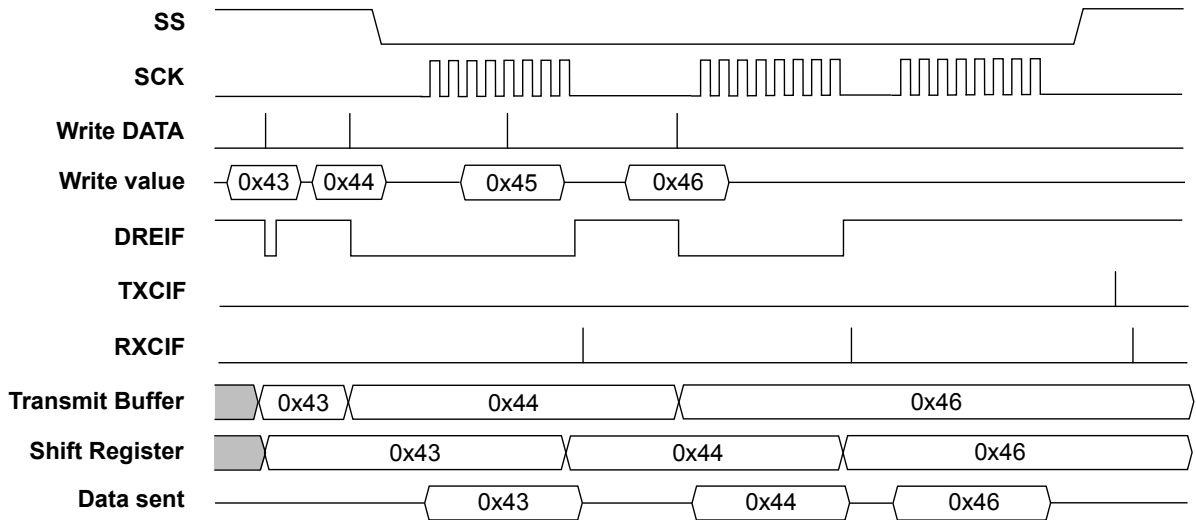 SS
SCK
Write DATA
Write value 0x43 0x44 0x45 0x46
DREIF
TXCIF
RXCIF
Transmit Buffer 0x43 0x44 0x46
Shift Register 0x43 0x44 0x46
Data sent 0x43 0x44 0x46